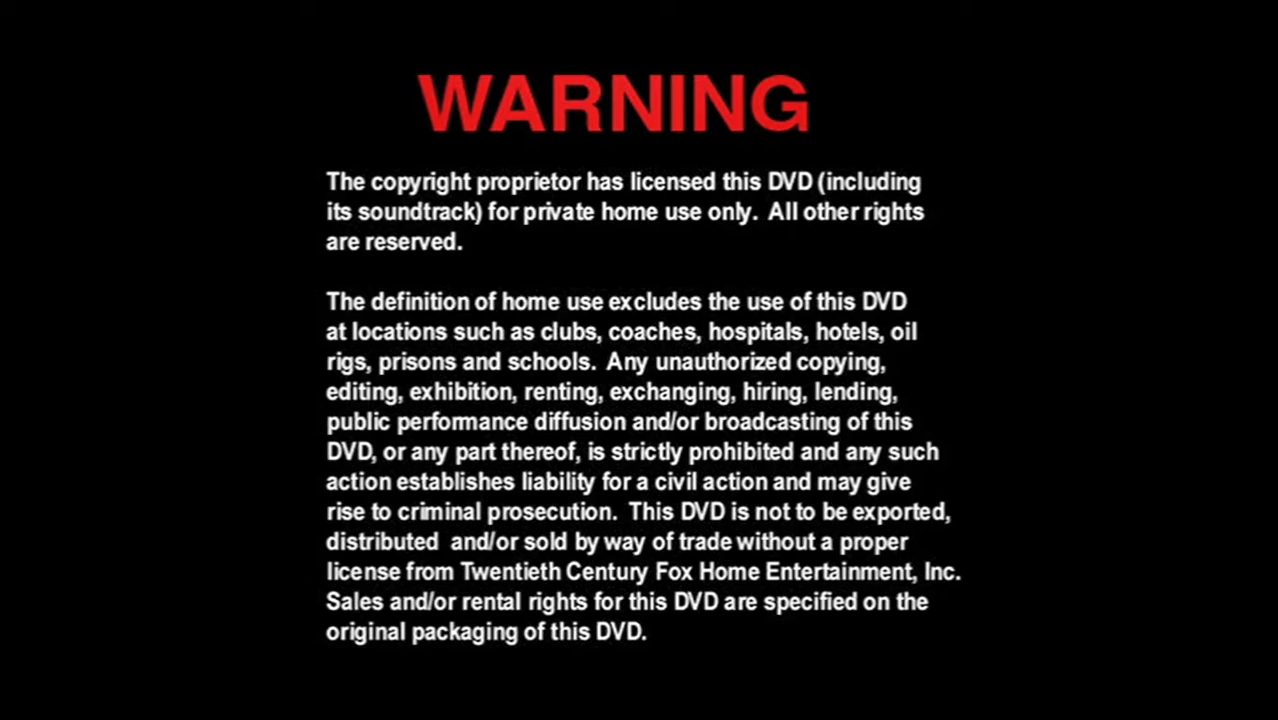 WARNING
The copyright proprietor has licensed this DVD (including
its soundtrack) for private home use only.  All other rights
are reserved.
The definition of home use excludes the use of this DVD
at locations such as clubs, coaches, hospitals, hotels, oil
rigs, prisons and schools.  Any unauthorized copying,
editing, exhibition, renting, exchanging, hiring, lending,
public performance diffusion and/or broadcasting of this
DVD, or any part thereof, is strictly prohibited and any such
action establishes liability for a civil action and may give
rise to criminal prosecution.  This DVD is not to be exported,
distributed  and/or sold by way of trade without a proper
license from Twentieth Century Fox Home Entertainment, Inc.
Sales and/or rental rights for this DVD are specified on the
original packaging of this DVD.